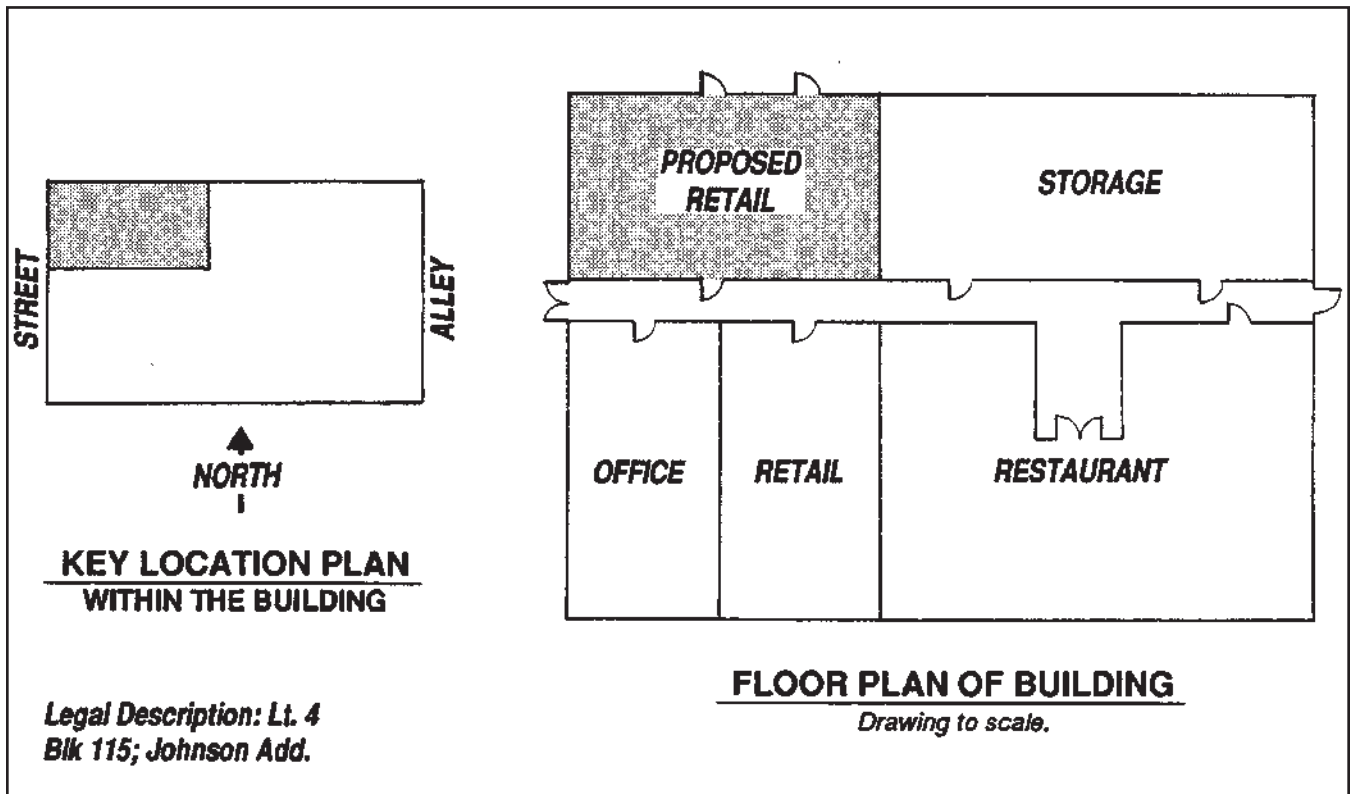 STREET
ALLEY
NORTH
KEY LOCATION PLAN
WITHIN THE BUILDING
Legal Description: Lt. 4
Blk 115; Johnson Add.
PROPOSED
RETAIL
STORAGE
OFFICE
RETAIL
RESTAURANT
FLOOR PLAN OF BUILDING
Drawing to scale.